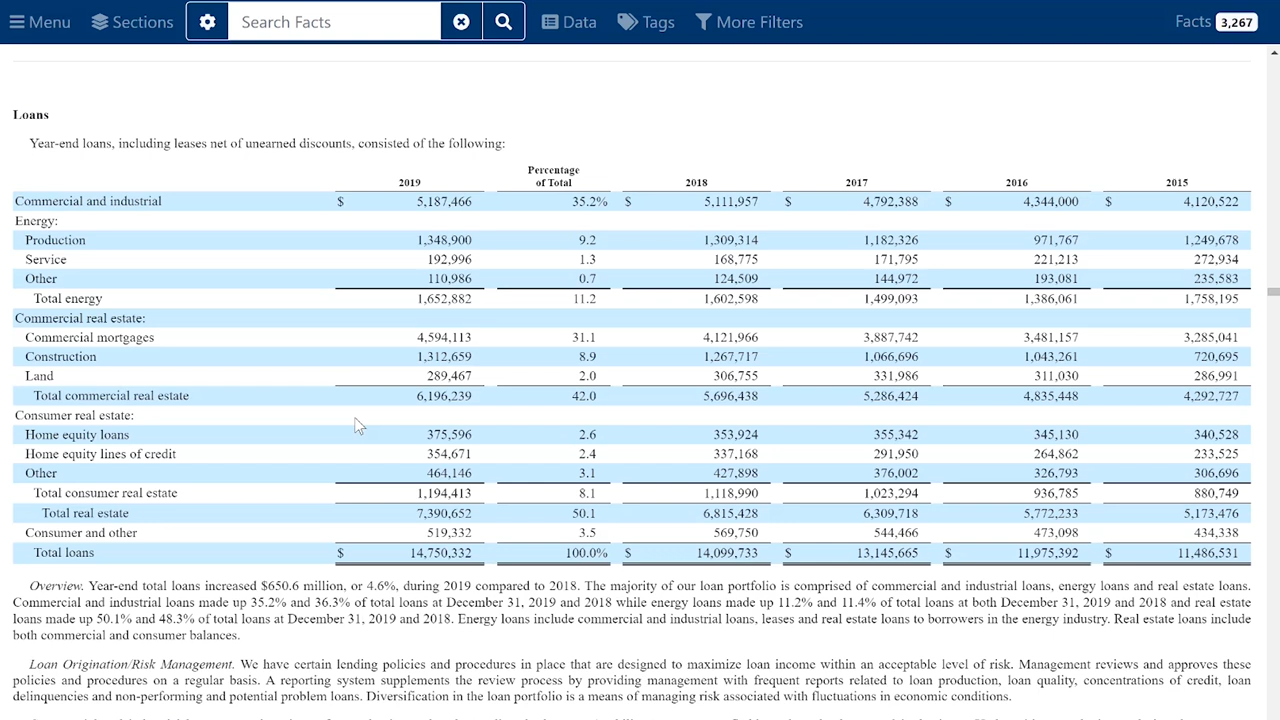 Menu Sections Search Facts Data Tags More Filters Facts 3,267
Loans
Year-end loans, including leases net of unearned discounts, consisted of the following:
2019 Percentage of Total 2018 2017 2016 2015
Commercial and industrial $ 5,187,466 35.2% $ 5,111,957 $ 4,792,388 $ 4,344,000 $ 4,120,522
Energy:
Production 1,348,900 9.2 1,309,314 1,182,326 971,767 1,249,678
Service 192,996 1.3 168,775 171,795 221,213 272,934
Other 110,986 0.7 124,509 144,972 193,081 235,583
Total energy 1,652,882 11.2 1,602,598 1,499,093 1,386,061 1,758,195
Commercial real estate:
Commercial mortgages 4,594,113 31.1 4,121,966 3,887,742 3,481,157 3,285,041
Construction 1,312,659 8.9 1,267,717 1,066,696 1,043,261 720,695
Land 289,467 2.0 306,755 331,986 311,030 286,991
Total commercial real estate 6,196,239 42.0 5,696,438 5,286,424 4,835,448 4,292,727
Consumer real estate:
Home equity loans 375,596 2.6 353,924 355,342 345,130 340,528
Home equity lines of credit 354,671 2.4 337,168 291,950 264,862 233,525
Other 464,146 3.1 427,898 376,002 326,793 306,696
Total consumer real estate 1,194,413 8.1 1,118,990 1,023,294 936,785 880,749
Total real estate 7,390,652 50.1 6,815,428 6,309,718 5,772,233 5,173,476
Consumer and other 519,332 3.5 569,750 544,466 473,098 434,338
Total loans $ 14,750,332 100.0% $ 14,099,733 $ 13,145,665 $ 11,975,392 $ 11,486,531
Overview. Year-end total loans increased $650.6 million, or 4.6%, during 2019 compared to 2018. The majority of our loan portfolio is comprised of commercial and industrial loans, energy loans and real estate loans.
Commercial and industrial loans made up 35.2% and 36.3% of total loans at December 31, 2019 and 2018 while energy loans made up 11.2% and 11.4% of total loans at both December 31, 2019 and 2018 and real estate
loans made up 50.1% and 48.3% of total loans at December 31, 2019 and 2018. Energy loans include commercial and industrial loans, leases and real estate loans to borrowers in the energy industry. Real estate loans include
both commercial and consumer balances.
Loan Origination/Risk Management. We have certain lending policies and procedures in place that are designed to maximize loan income within an acceptable level of risk. Management reviews and approves these
policies and procedures on a regular basis. A reporting system supplements the review process by providing management with frequent reports related to loan production, loan quality, concentrations of credit, loan
delinquencies and non-performing and potential problem loans. Diversification in the loan portfolio is a means of managing risk associated with fluctuations in economic conditions.